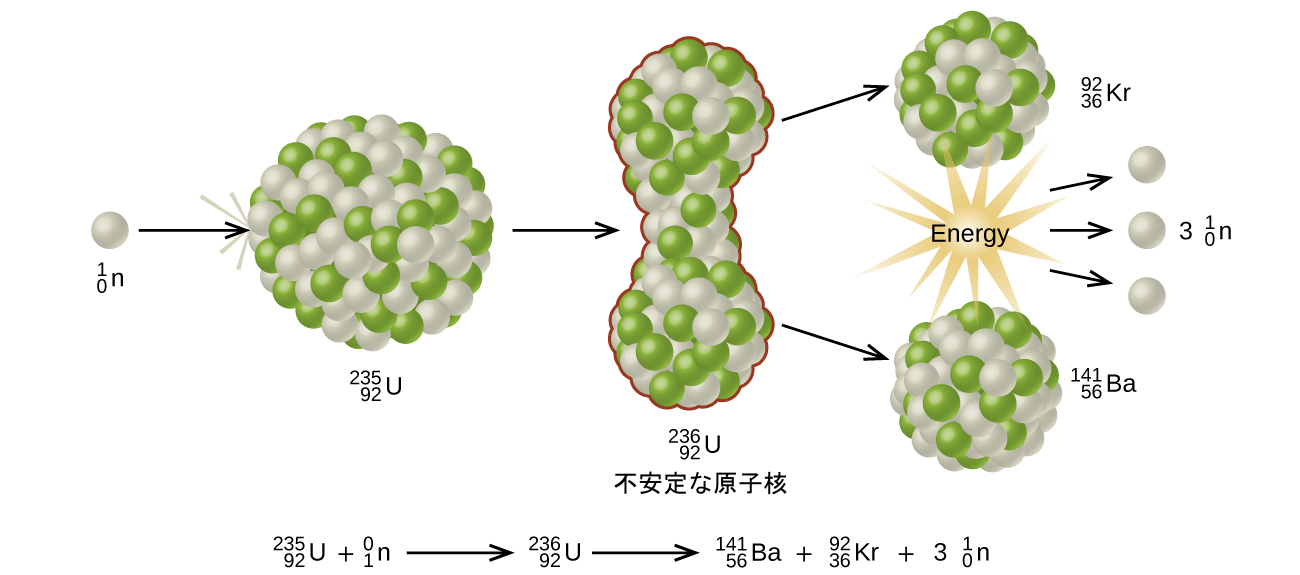 92
36 Kr
1
0 n
Energy
3 1
0 n
235
92 U
141
56 Ba
236
92 U
不安定な原子核
235
92 U + 0
1 n → 236
92 U → 141
56 Ba + 92
36 Kr + 3 1
0 n